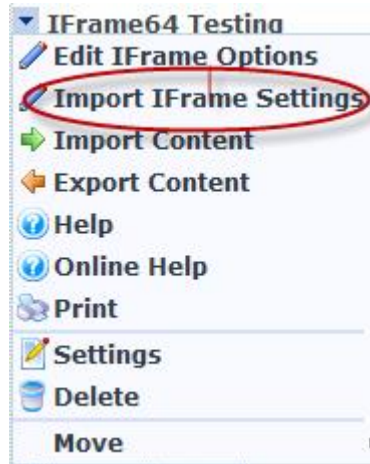 IFrame64 Testing
Edit IFrame Options
Import IFrame Settings
Import Content
Export Content
Help
Online Help
Print
Settings
Delete
Move